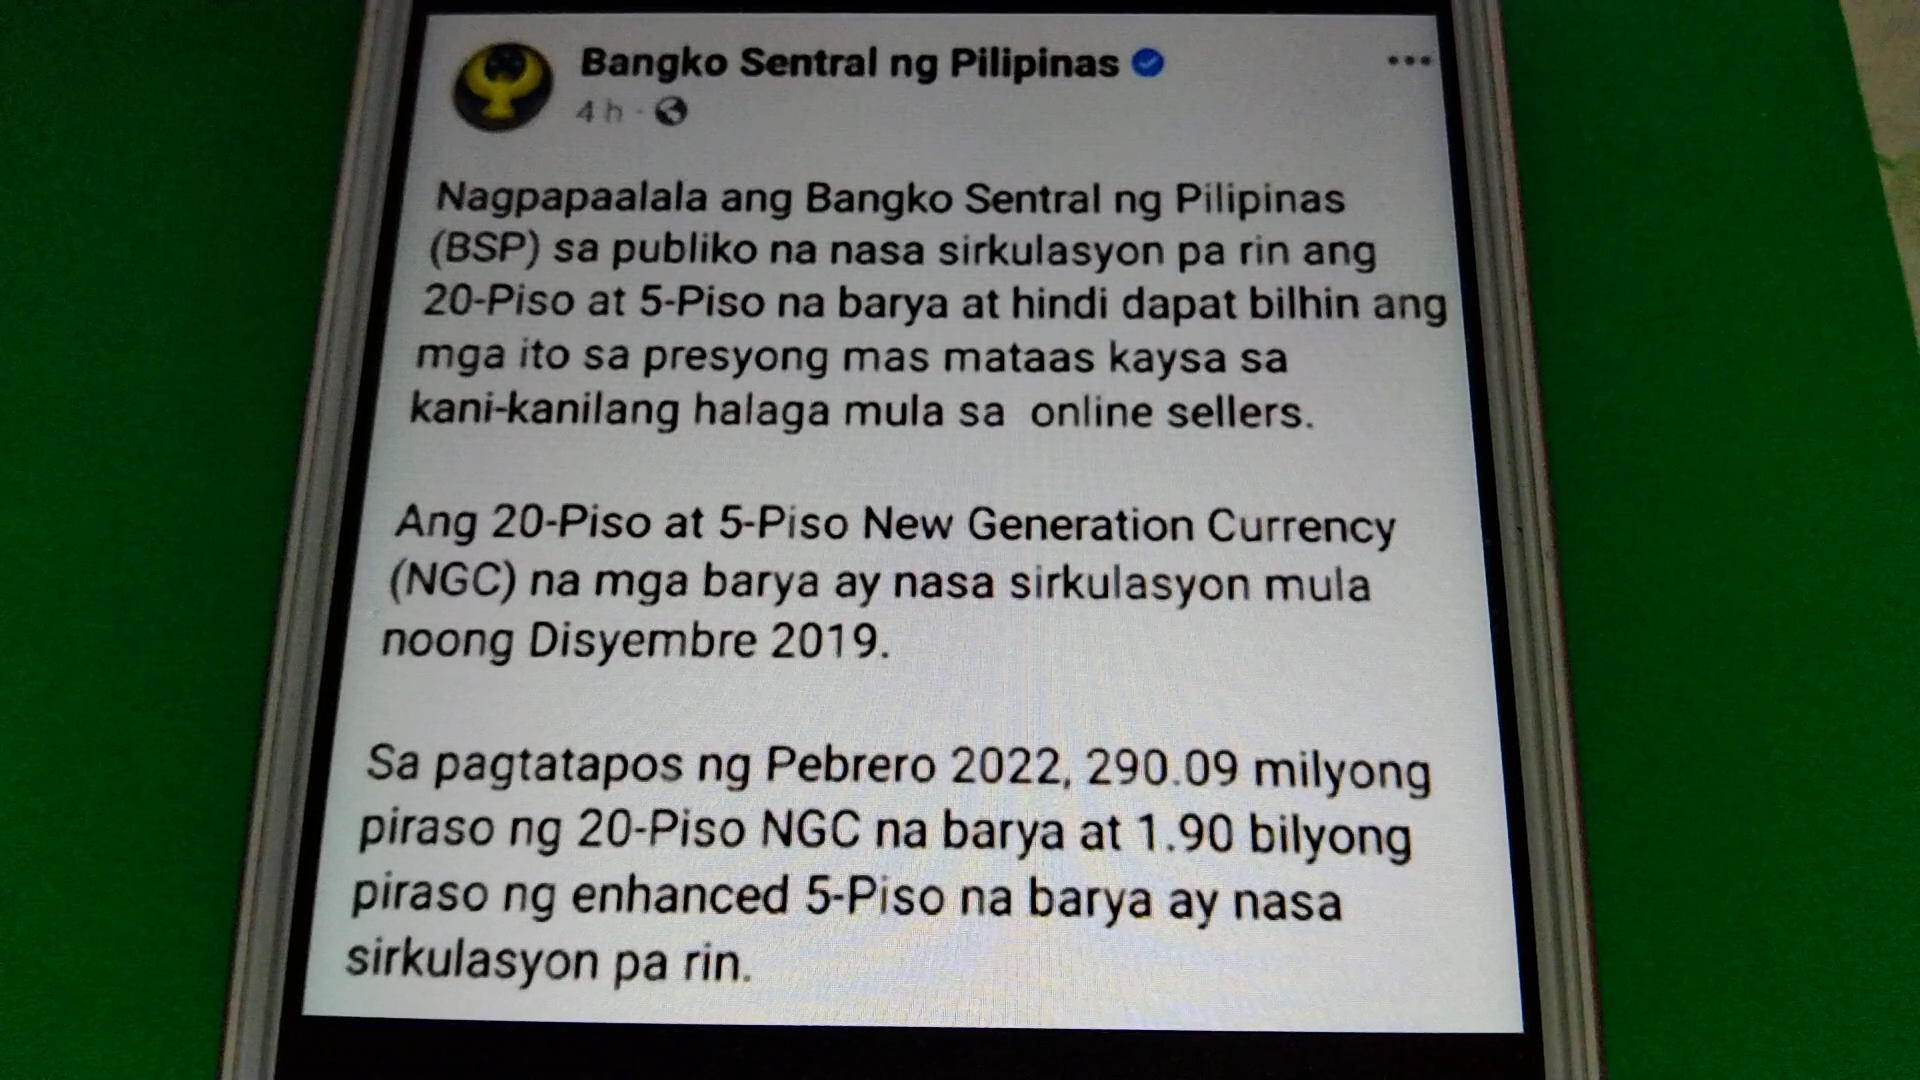 Bangko Sentral ng Pilipinas
4 h ·
Nagpapaalala ang Bangko Sentral ng Pilipinas
(BSP) sa publiko na nasa sirkulasyon pa rin ang
20-Piso at 5-Piso na barya at hindi dapat bilhin ang
mga ito sa presyong mas mataas kaysa sa
kani-kanilang halaga mula sa  online sellers.
Ang 20-Piso at 5-Piso New Generation Currency
(NGC) na mga barya ay nasa sirkulasyon mula
noong Disyembre 2019.
Sa pagtatapos ng Pebrero 2022, 290.09 milyong
piraso ng 20-Piso NGC na barya at 1.90 bilyong
piraso ng enhanced 5-Piso na barya ay nasa
sirkulasyon pa rin.